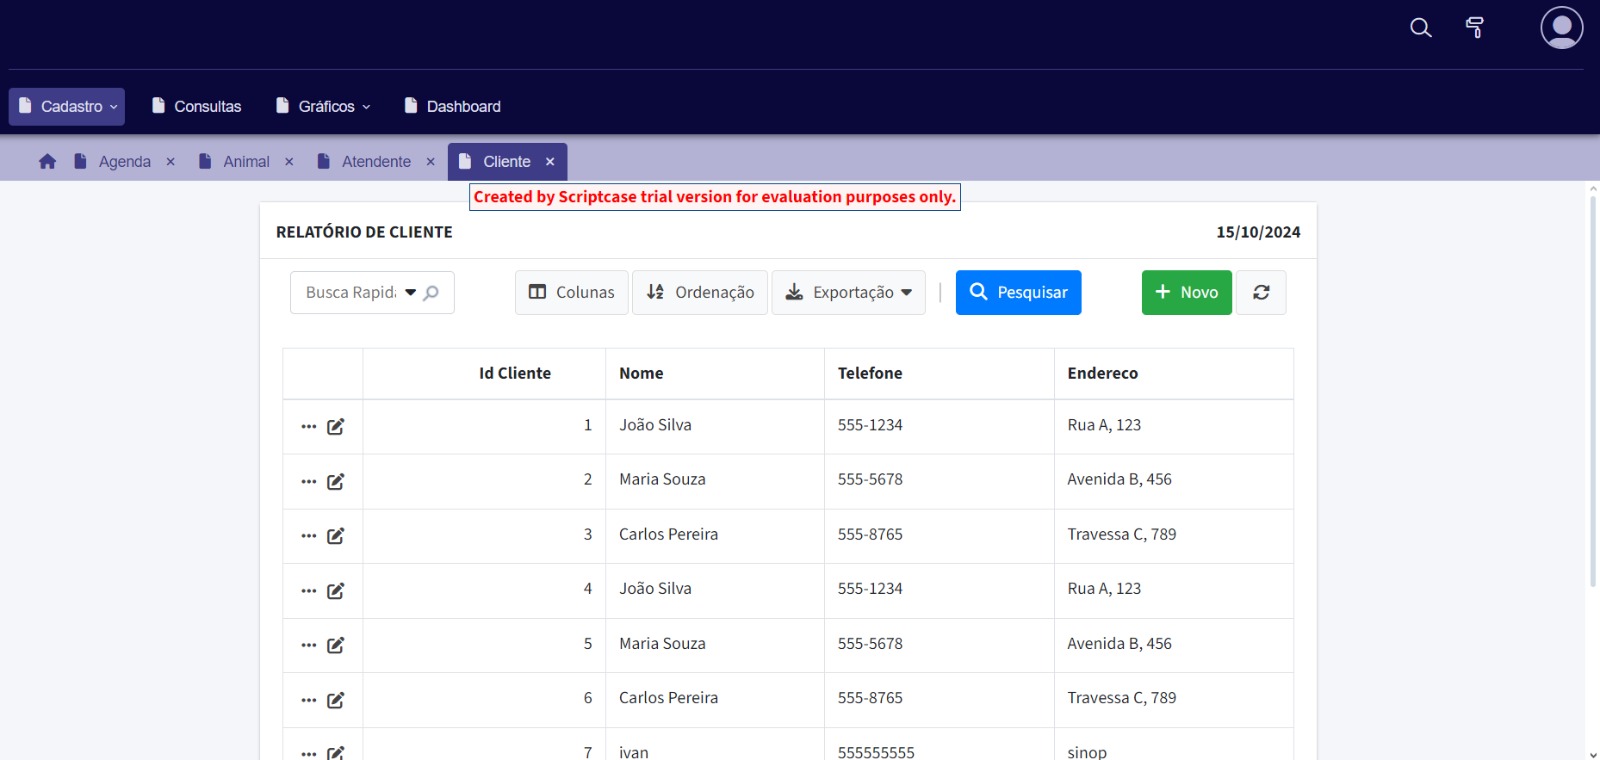 Cadastro Consultas Gráficos Dashboard
Agenda × Animal × Atendente × Cliente ×
Created by Scriptcase trial version for evaluation purposes only.
RELATÓRIO DE CLIENTE 15/10/2024
Busca Rapida Colunas Ordenação Exportação | Pesquisar + Novo
Id Cliente Nome Telefone Endereco
1 João Silva 555-1234 Rua A, 123
2 Maria Souza 555-5678 Avenida B, 456
3 Carlos Pereira 555-8765 Travessa C, 789
4 João Silva 555-1234 Rua A, 123
5 Maria Souza 555-5678 Avenida B, 456
6 Carlos Pereira 555-8765 Travessa C, 789
7 ivan 555555555 sinop